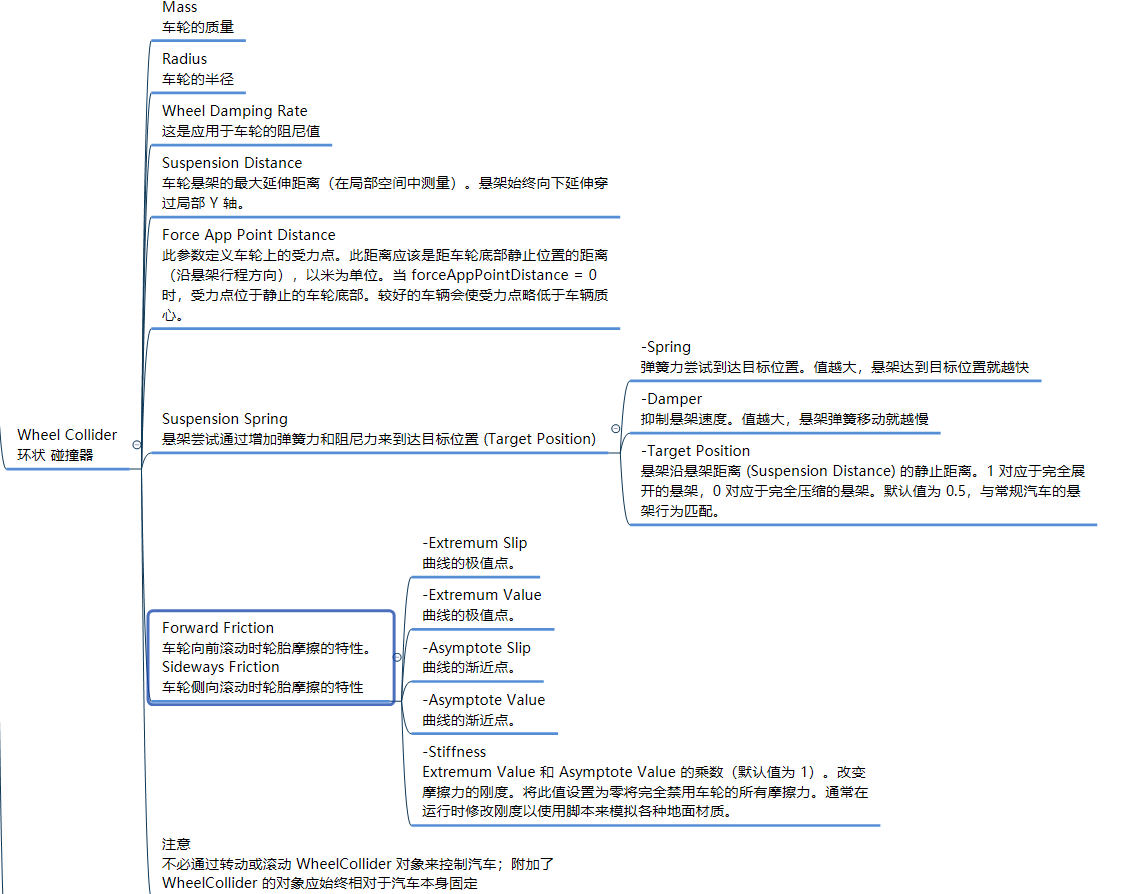 Mass
车轮的质量
Radius
车轮的半径
Wheel Damping Rate
这是应用于车轮的阻尼值
Suspension Distance
车轮悬架的最大延伸距离（在局部空间中测量）。悬架始终向下延伸穿
过局部 Y 轴。
Force App Point Distance
此参数定义车轮上的受力点。此距离应该是距车轮底部静止位置的距离
（沿悬架行程方向），以米为单位。当 forceAppPointDistance = 0
时，受力点位于静止的车轮底部。较好的车辆会使受力点略低于车辆质
心。
Wheel Collider
环状 碰撞器
Suspension Spring
悬架尝试通过增加弹簧力和阻尼力来到达目标位置 (Target Position)
-Spring
弹簧力尝试到达目标位置。值越大，悬架达到目标位置就越快
-Damper
抑制悬架速度。值越大，悬架弹簧移动就越慢
-Target Position
悬架沿悬架距离 (Suspension Distance) 的静止距离。1 对应于完全展
开的悬架，0 对应于完全压缩的悬架。默认值为 0.5，与常规汽车的悬
架行为匹配。
Forward Friction
车轮向前滚动时轮胎摩擦的特性。
Sideways Friction
车轮侧向滚动时轮胎摩擦的特性
-Extremum Slip
曲线的极值点。
-Extremum Value
曲线的极值点。
-Asymptote Slip
曲线的渐近点。
-Asymptote Value
曲线的渐近点。
-Stiffness
Extremum Value 和 Asymptote Value 的乘数（默认值为 1）。改变
摩擦力的刚度。将此值设置为零将完全禁用车轮的所有摩擦力。通常在
运行时修改刚度以使用脚本来模拟各种地面材质。
注意
不必通过转动或滚动 WheelCollider 对象来控制汽车；附加了
WheelCollider 的对象应始终相对于汽车本身固定